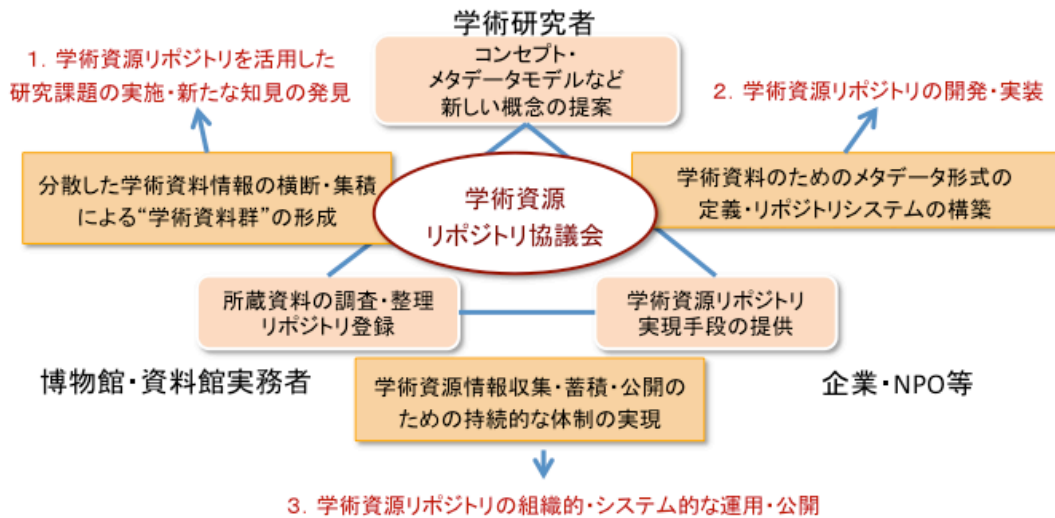 学術研究者
コンセプト・
メタデータモデルなど
新しい概念の提案
1．学術資源リポジトリを活用した
研究課題の実施・新たな知見の発見
2．学術資源リポジトリの開発・実装
分散した学術資料情報の横断・集積
による“学術資料群”の形成
学術資源
リポジトリ協議会
学術資料のためのメタデータ形式の
定義・リポジトリシステムの構築
所蔵資料の調査・整理
リポジトリ登録
学術資源リポジトリ
実現手段の提供
博物館・資料館実務者
企業・NPO等
学術資源情報収集・蓄積・公開の
ための持続的な体制の実現
3．学術資源リポジトリの組織的・システム的な運用・公開